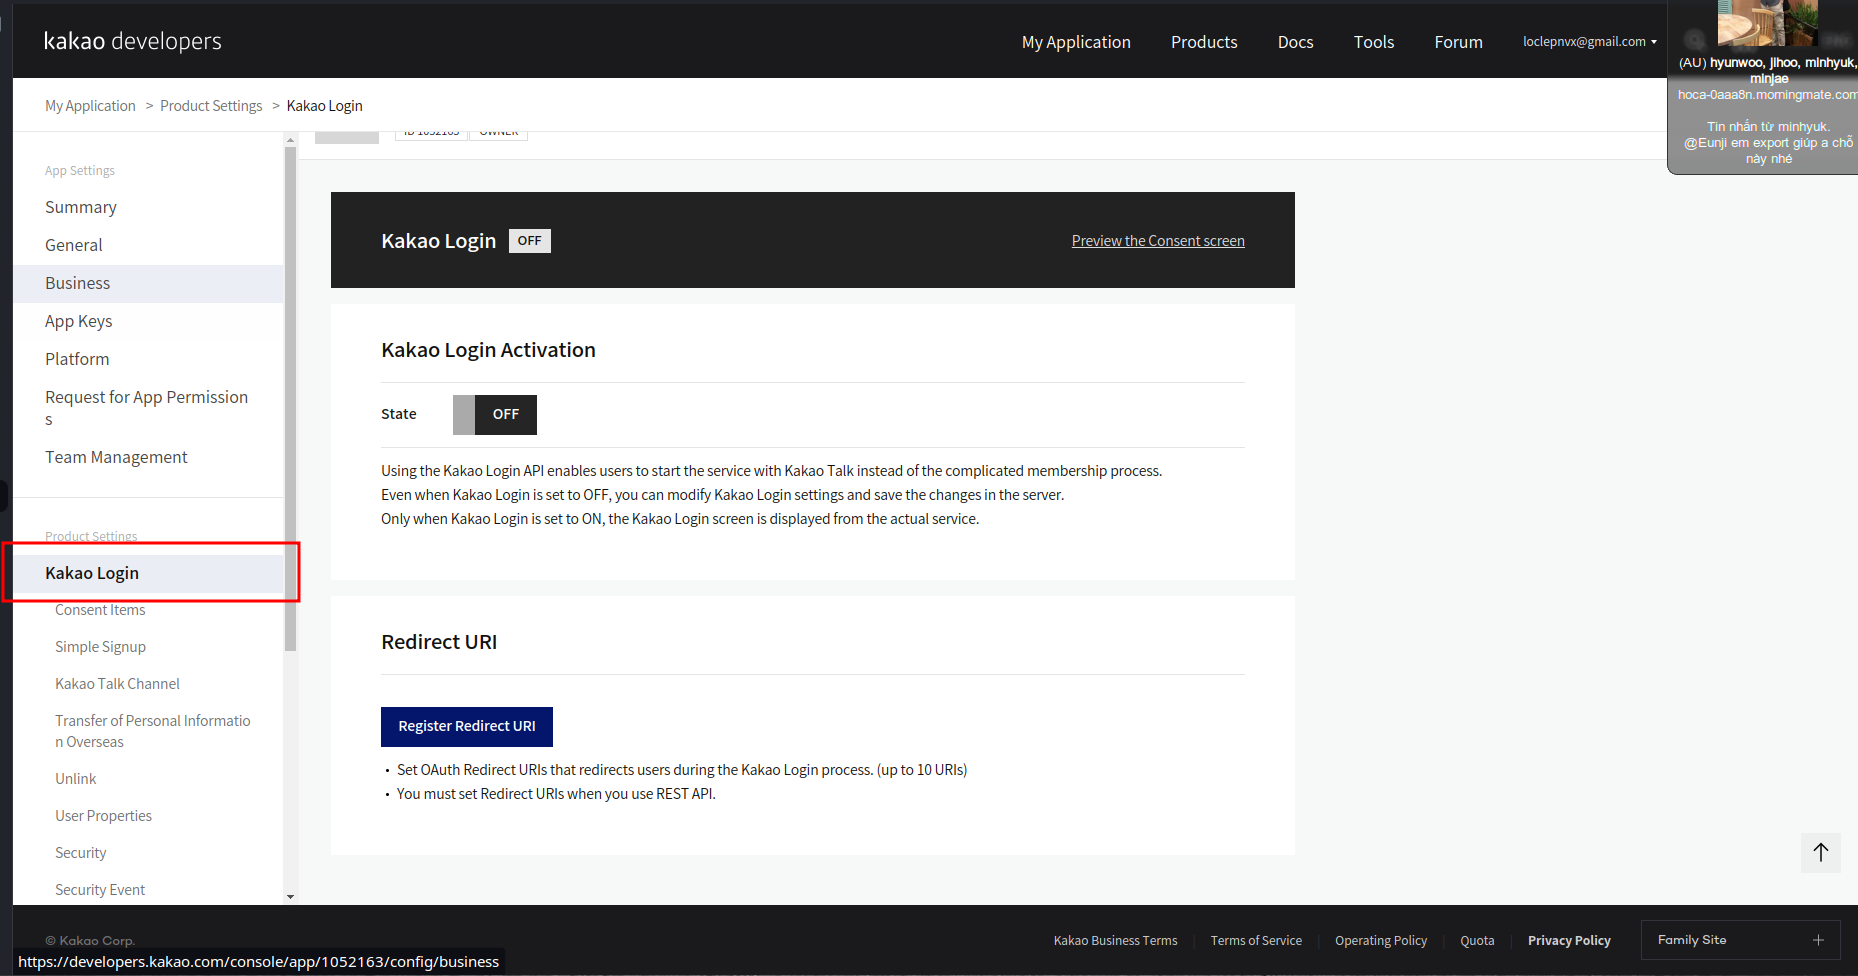 kakao developers
My Application
Products
Docs
Tools
Forum
loclepnvx@gmail.com
(AU) hyunwoo, jihoo, minhyuk,
minjae
hoca-0aaa8n.morningmate.com
Tin nhắn từ minhyuk.
@Eunji em export giúp a chỗ
này nhé
My Application > Product Settings > Kakao Login
ID 1052163
OWNER
App Settings
Summary
General
Business
App Keys
Platform
Request for App Permission
s
Team Management
Product Settings
Kakao Login
Consent Items
Simple Signup
Kakao Talk Channel
Transfer of Personal Informatio
n Overseas
Unlink
User Properties
Security
Security Event
Kakao Login OFF
Preview the Consent screen
Kakao Login Activation
State OFF
Using the Kakao Login API enables users to start the service with Kakao Talk instead of the complicated membership process.
Even when Kakao Login is set to OFF, you can modify Kakao Login settings and save the changes in the server.
Only when Kakao Login is set to ON, the Kakao Login screen is displayed from the actual service.
Redirect URI
Register Redirect URI
• Set OAuth Redirect URIs that redirects users during the Kakao Login process. (up to 10 URIs)
• You must set Redirect URIs when you use REST API.
© Kakao Corp.
Kakao Business Terms
Terms of Service
Operating Policy
Quota
Privacy Policy
Family Site
https://developers.kakao.com/console/app/1052163/config/business